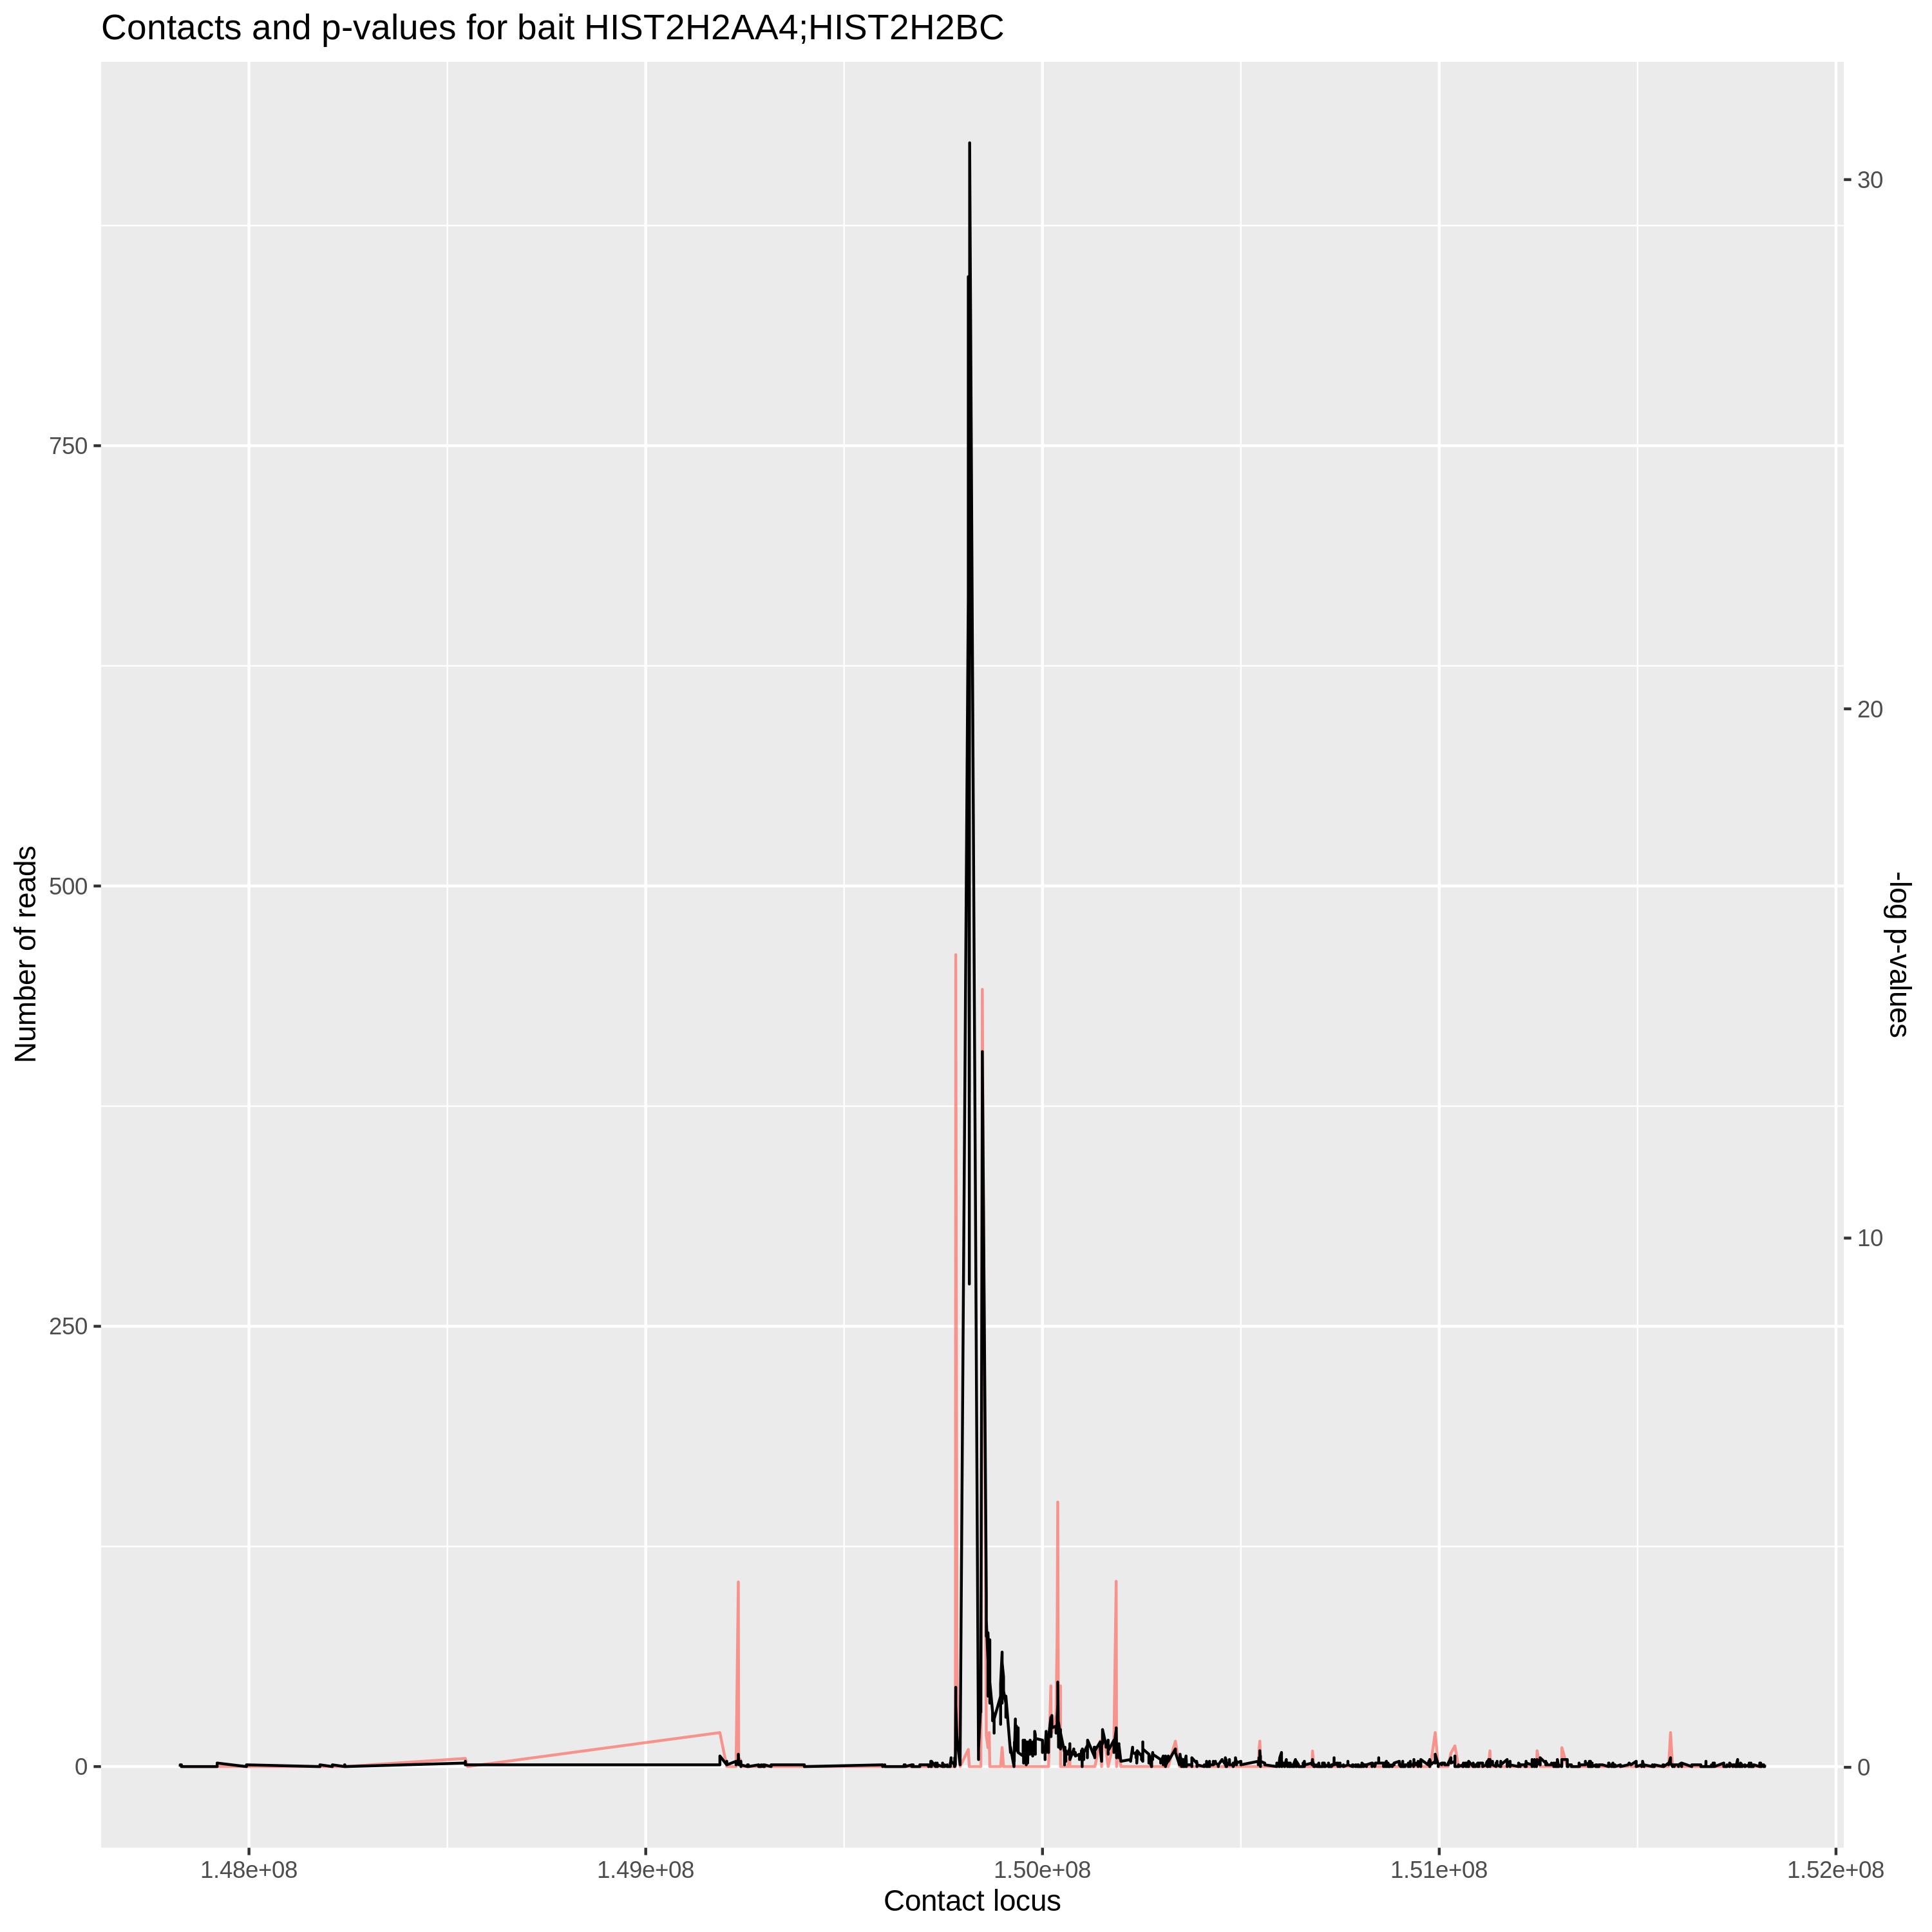 Contacts and p-values for bait HIST2H2AA4;HIST2H2BC
Number of reads
750
500
250
0
30
20
10
0
-log p-values
1.48e+08
1.49e+08
1.50e+08
1.51e+08
1.52e+08
Contact locus